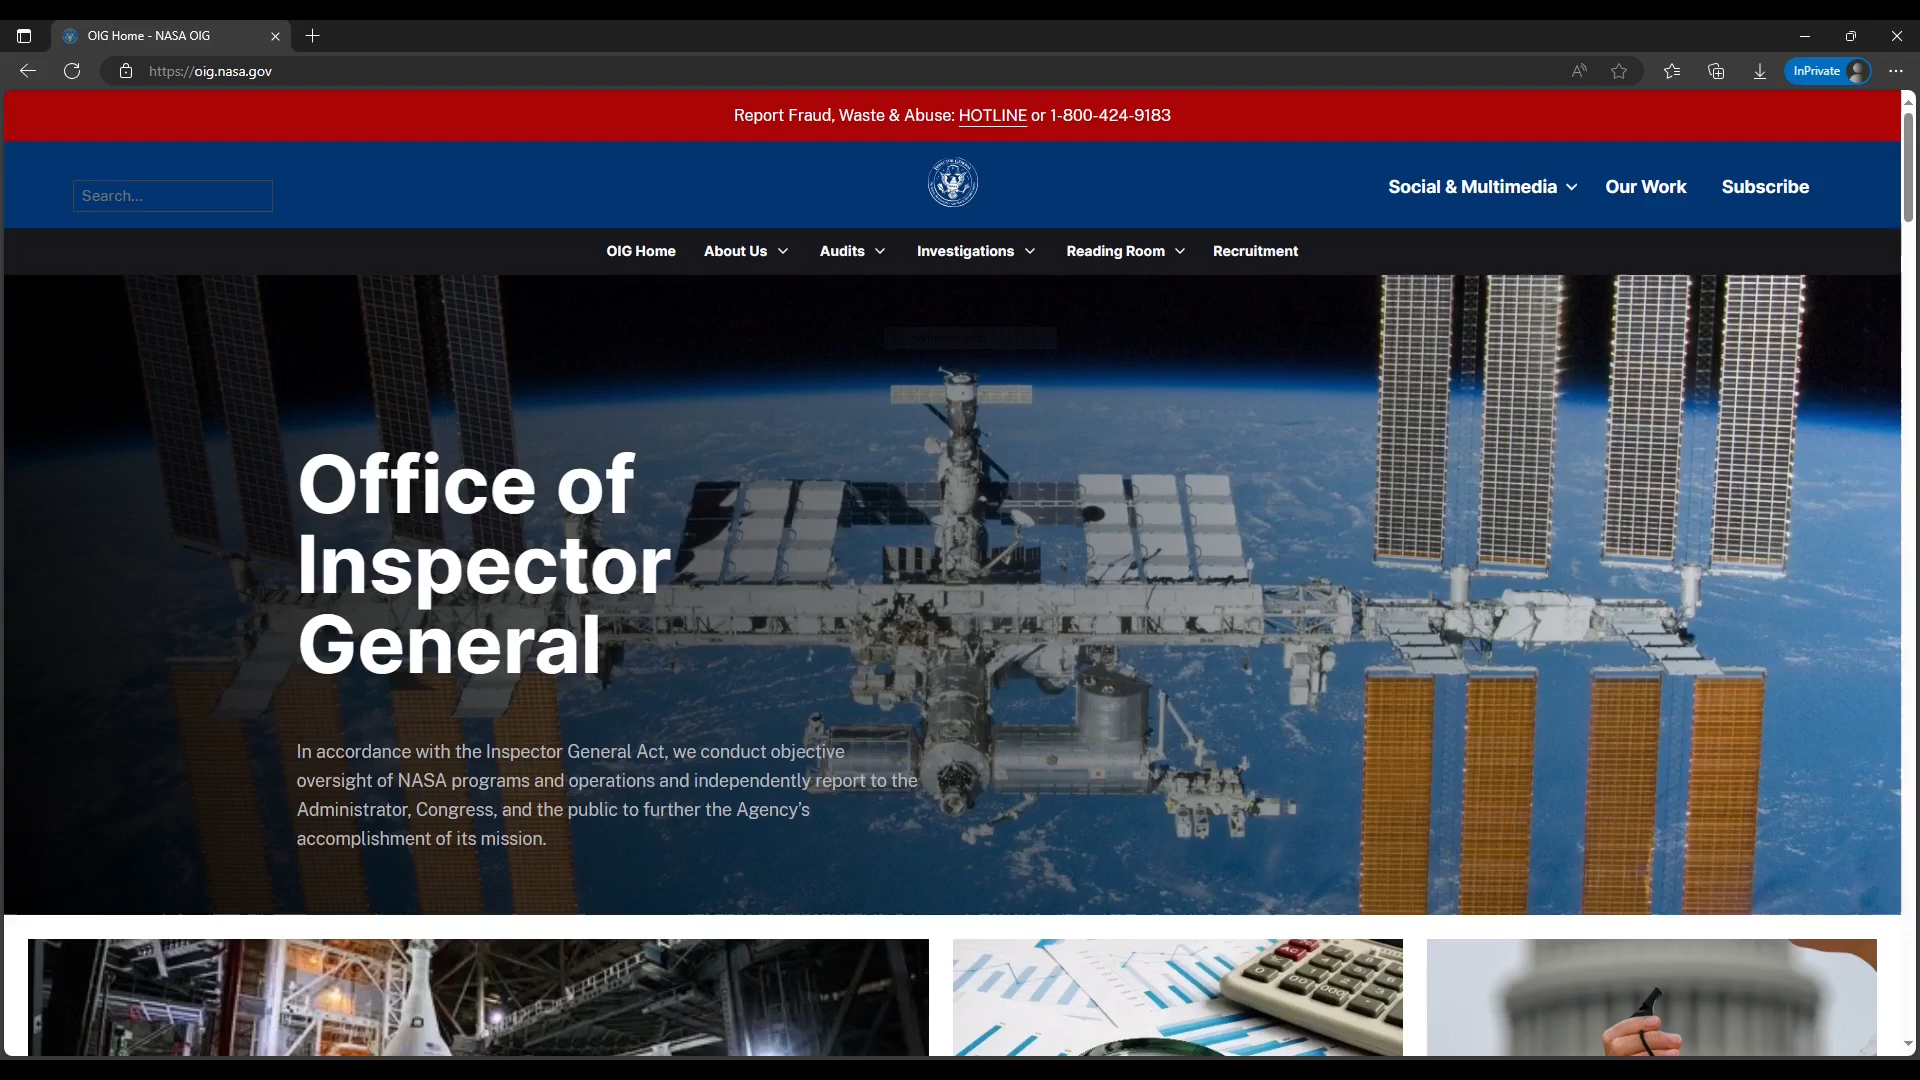 OIG Home - NASA OIG
https://oig.nasa.gov
InPrivate
Report Fraud, Waste & Abuse: HOTLINE or 1-800-424-9183
Search...
Social & Multimedia
Our Work
Subscribe
OIG Home
About Us
Audits
Investigations
Reading Room
Recruitment
Office of
Inspector
General
In accordance with the Inspector General Act, we conduct objective
oversight of NASA programs and operations and independently report to the
Administrator, Congress, and the public to further the Agency’s
accomplishment of its mission.